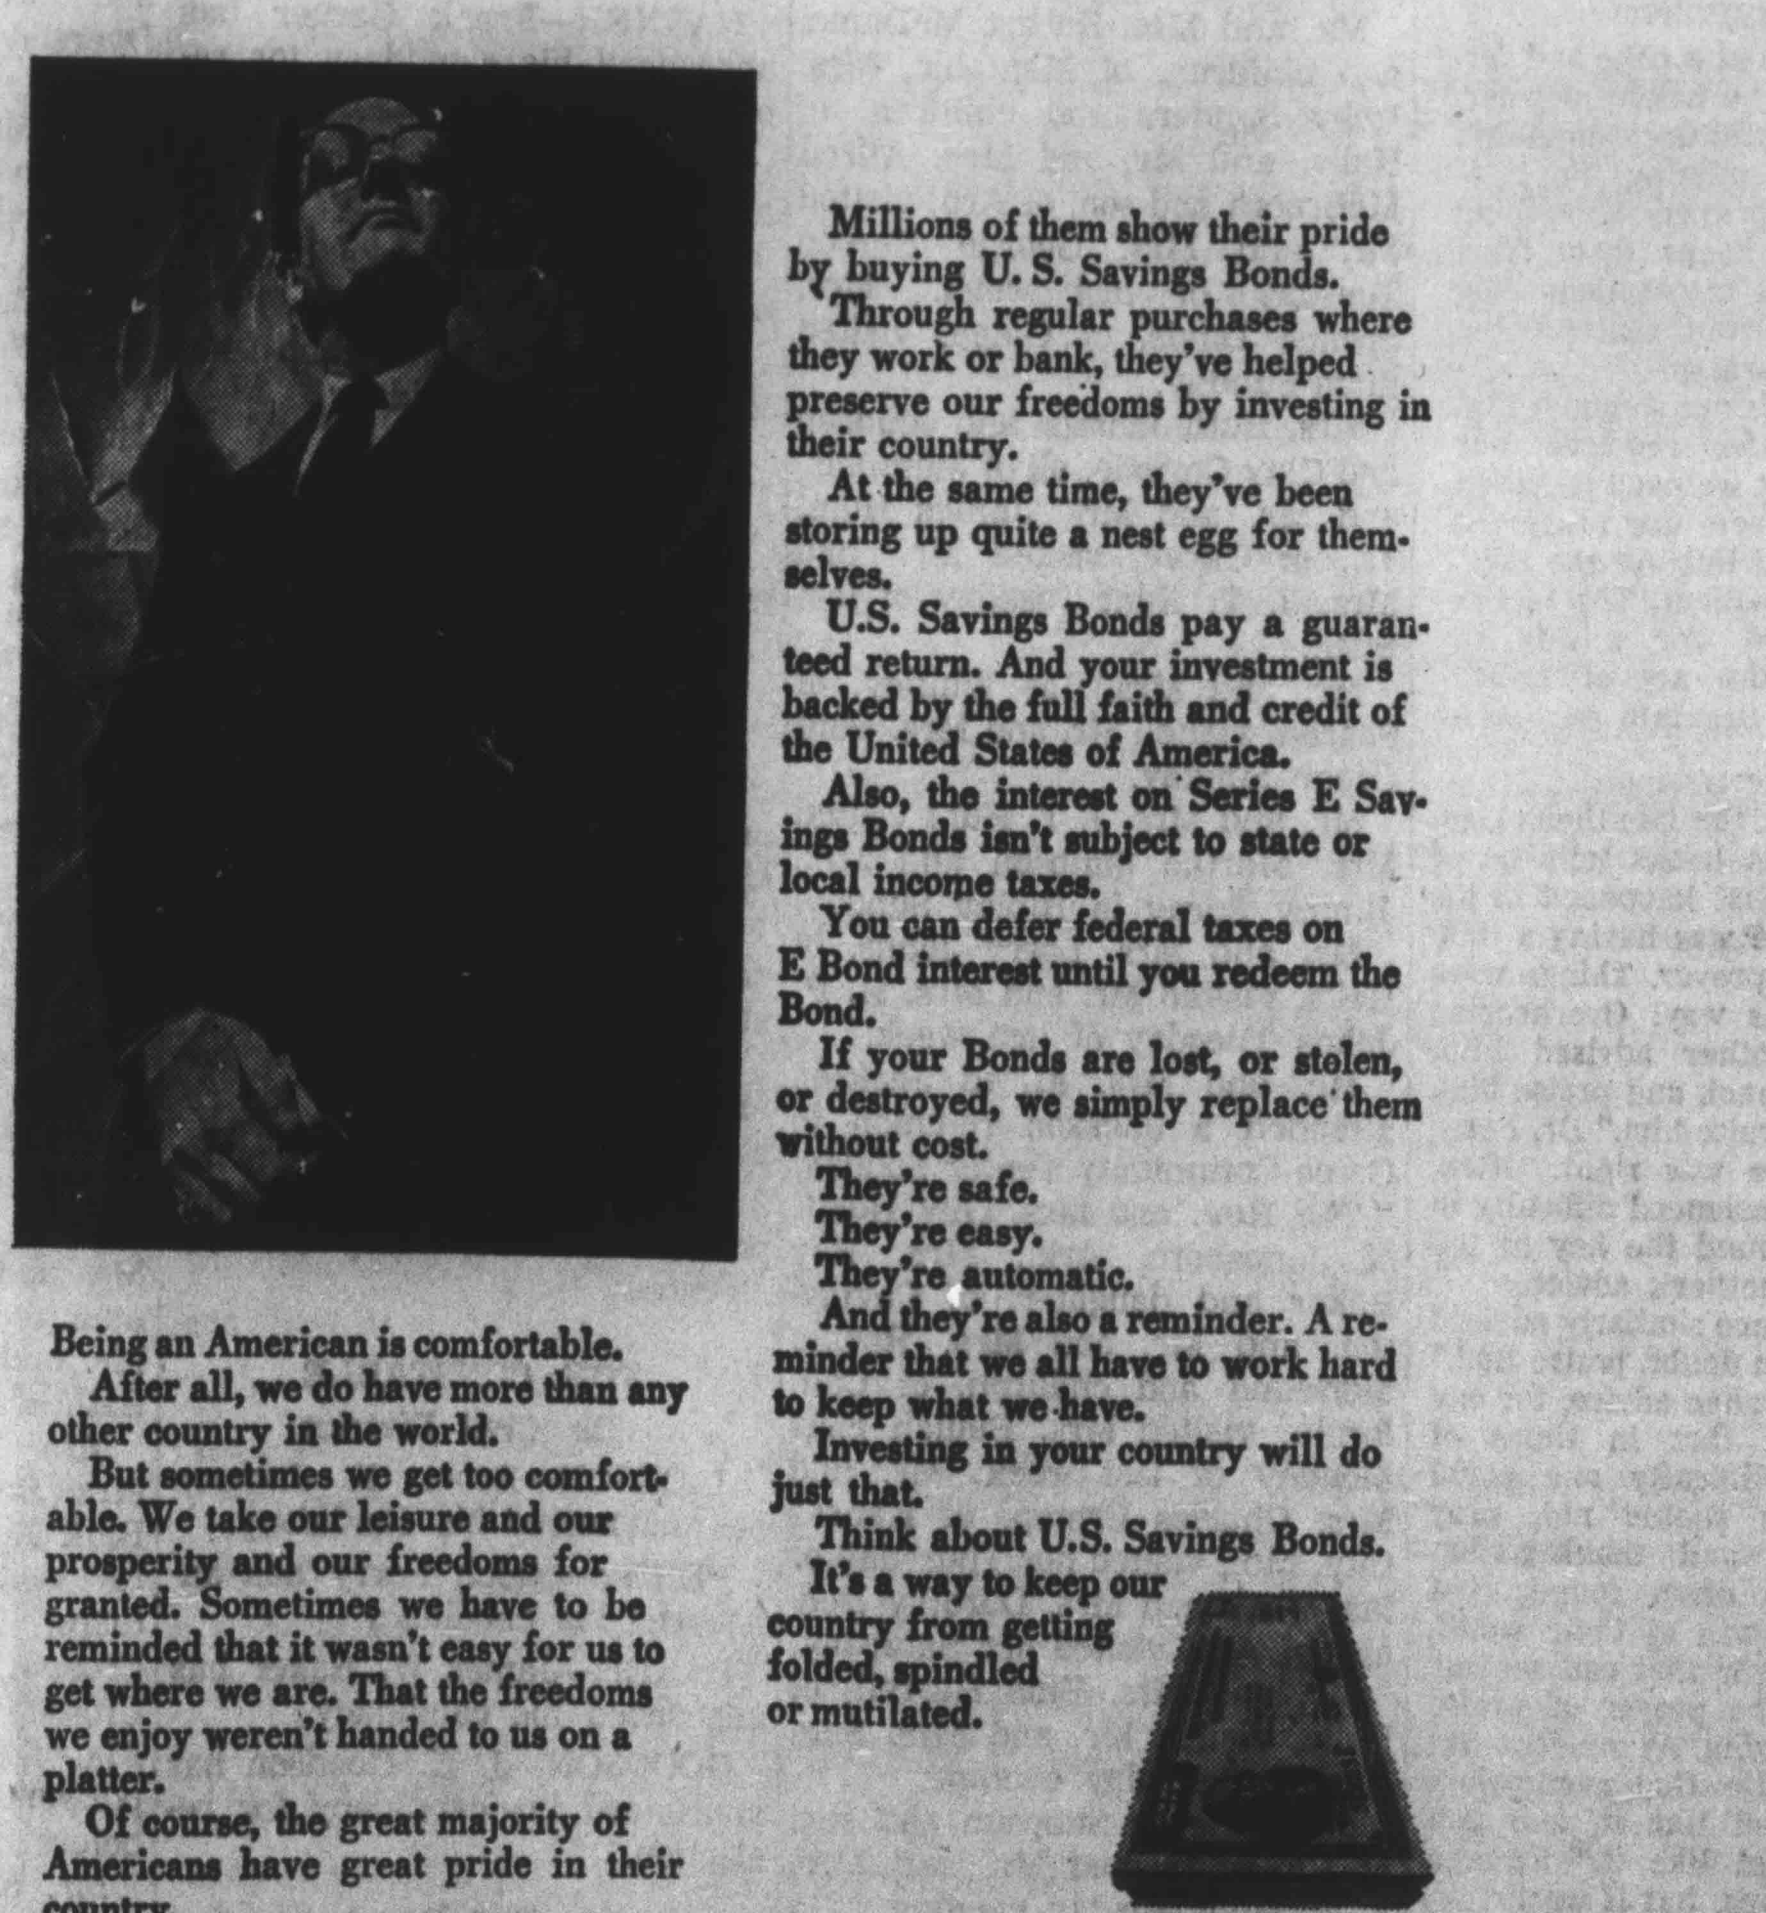 Being an American is comfortable.
After all, we do have more than any
other country in the world.
But sometimes we get too comfort-
able. We take our leisure and our
prosperity and our freedoms for
granted. Sometimes we have to be
reminded that it wasn't easy for us to
get where we are. That the freedoms
we enjoy weren't handed to us on a
platter.
Of course, the great majority of
Americans have great pride in their
country.
Millions of them show their pride
by buying U. S. Savings Bonds.
Through regular purchases where
they work or bank, they've helped
preserve our freedoms by investing in
their country.
At the same time, they've been
storing up quite a nest egg for them-
selves.
U.S. Savings Bonds pay a guaran-
teed return. And your investment is
backed by the full faith and credit of
the United States of America.
Also, the interest on Series E Sav-
ings Bonds isn't subject to state or
local income taxes.
You can defer federal taxes on
E Bond interest until you redeem the
Bond.
If your Bonds are lost, or stolen,
or destroyed, we simply replace them
without cost.
They're safe.
They're easy.
They're automatic.
And they're also a reminder. A re-
minder that we all have to work hard
to keep what we have.
Investing in your country will do
just that.
Think about U.S. Savings Bonds.
It's a way to keep our
country from getting
folded, spindled
or mutilated.